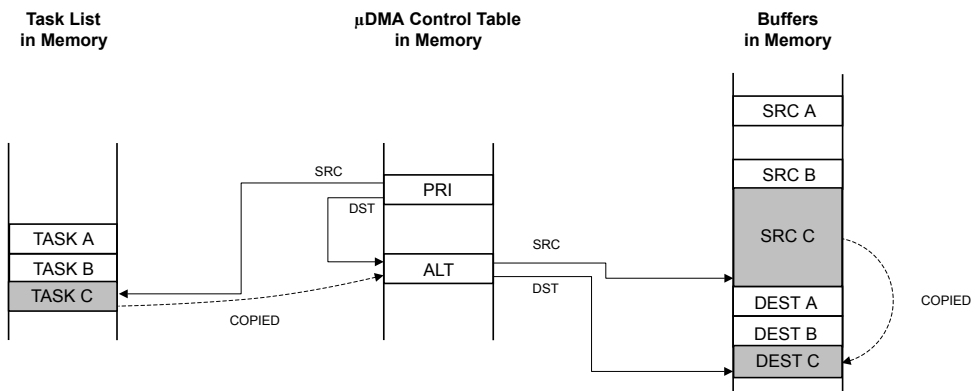 Task List
in Memory
µDMA Control Table
in Memory
Buffers
in Memory
SRC A
SRC B
SRC
PRI
DST
SRC C
TASK A
TASK B
TASK C
ALT
SRC
DST
COPIED
COPIED
DEST A
DEST B
DEST C